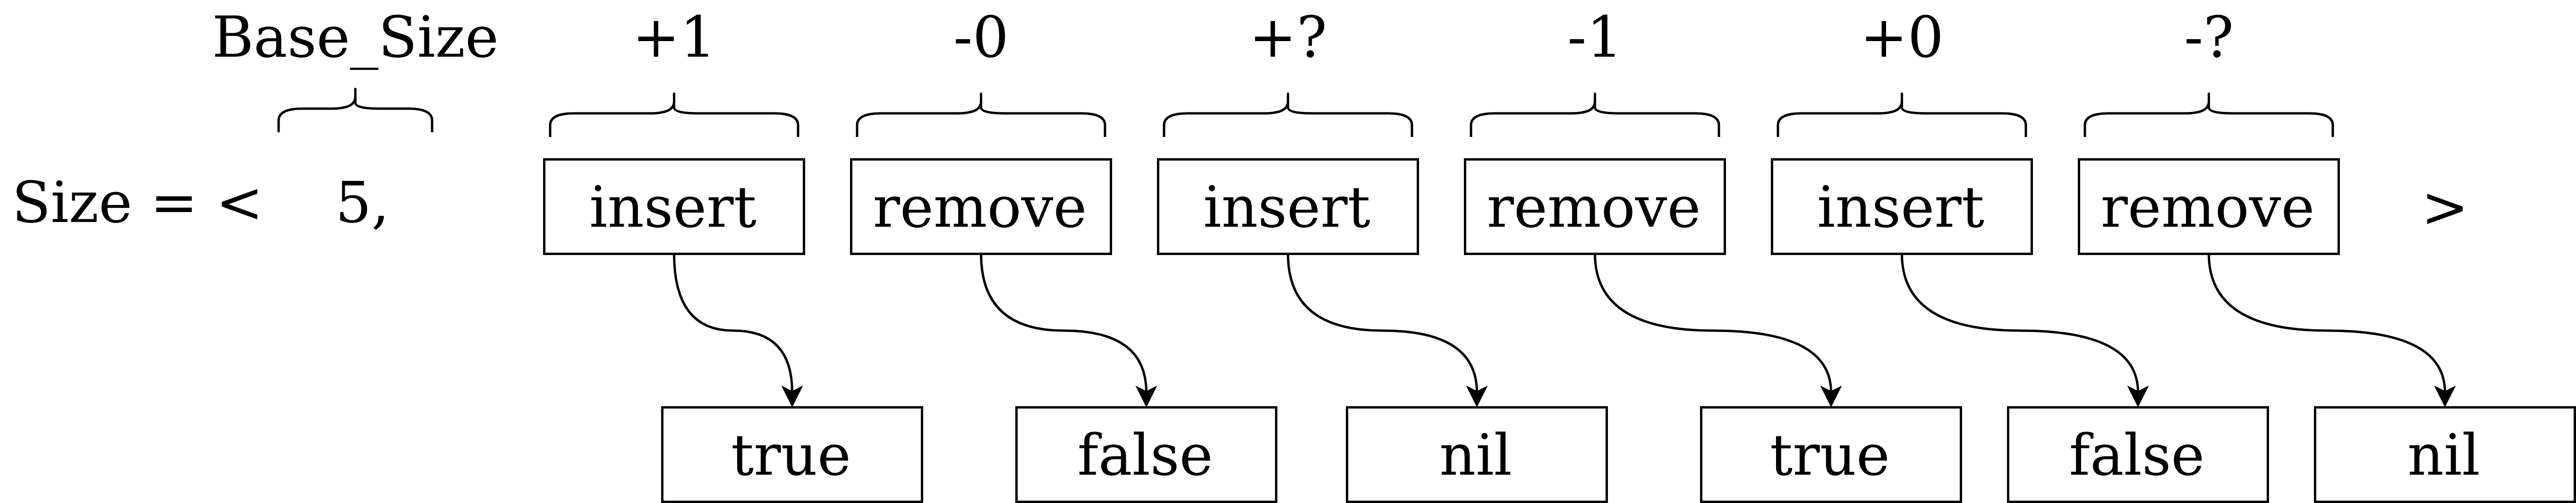 Base_Size +1 -0 +? -1 +0 -?
Size = < 5, insert remove insert remove insert remove >
true false nil true false nil